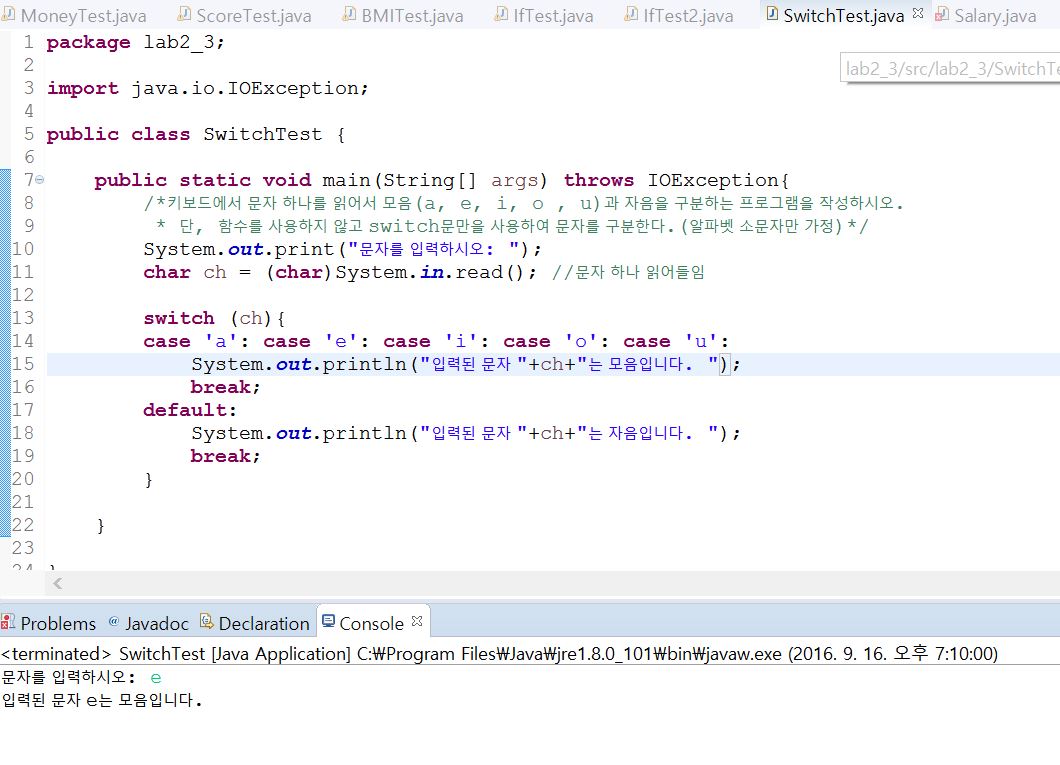 MoneyTest.java ScoreTest.java BMITest.java IfTest.java IfTest2.java SwitchTest.java Salary.java
1 package lab2_3;
lab2_3/src/lab2_3/SwitchTe
2
3 import java.io.IOException;
4
5 public class SwitchTest {
6
7 public static void main(String[] args) throws IOException{
8 /*키보드에서 문자 하나를 읽어서 모음(a, e, i, o , u)과 자음을 구분하는 프로그램을 작성하시오.
9 * 단, 함수를 사용하지 않고 switch문만을 사용하여 문자를 구분한다.(알파벳 소문자만 가정)*/
10 System.out.print("문자를 입력하시오: ");
11 char ch = (char)System.in.read(); //문자 하나 읽어들임
12
13 switch (ch){
14 case 'a': case 'e': case 'i': case 'o': case 'u':
15 System.out.println("입력된 문자 "+ch+"는 모음입니다. ");
16 break;
17 default:
18 System.out.println("입력된 문자 "+ch+"는 자음입니다. ");
19 break;
20 }
21
22 }
23
24 }
Problems @ Javadoc Declaration Console
<terminated> SwitchTest [Java Application] C:₩Program Files₩Java₩jre1.8.0_101₩bin₩javaw.exe (2016. 9. 16. 오후 7:10:00)
문자를 입력하시오: e
입력된 문자 e는 모음입니다.